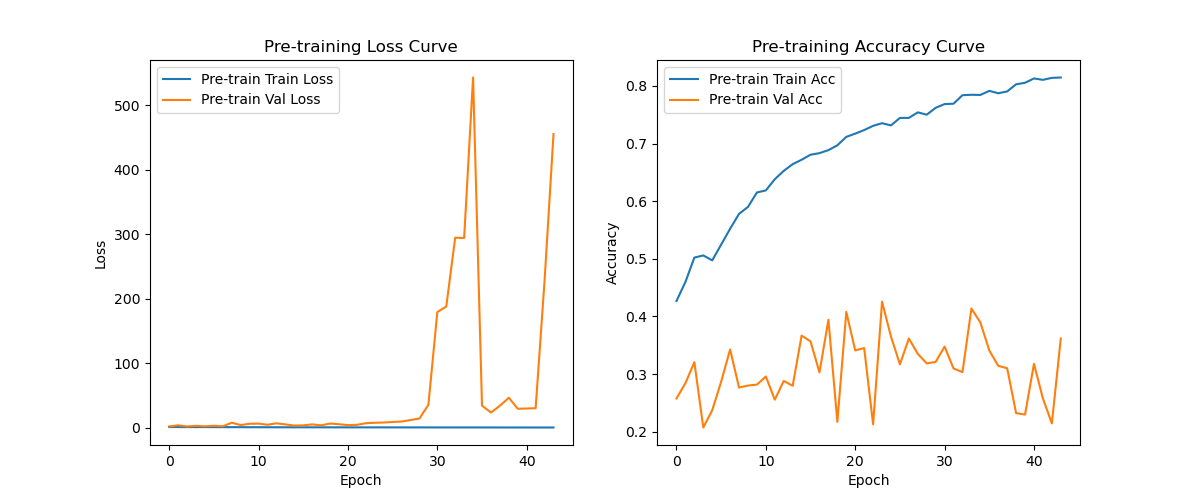 Pre-training Loss Curve
Pre-train Train Loss
Pre-train Val Loss
500
400
300
200
100
0
Loss
0 10 20 30 40
Epoch
Pre-training Accuracy Curve
Pre-train Train Acc
Pre-train Val Acc
0.8
0.7
0.6
0.5
0.4
0.3
0.2
Accuracy
0 10 20 30 40
Epoch